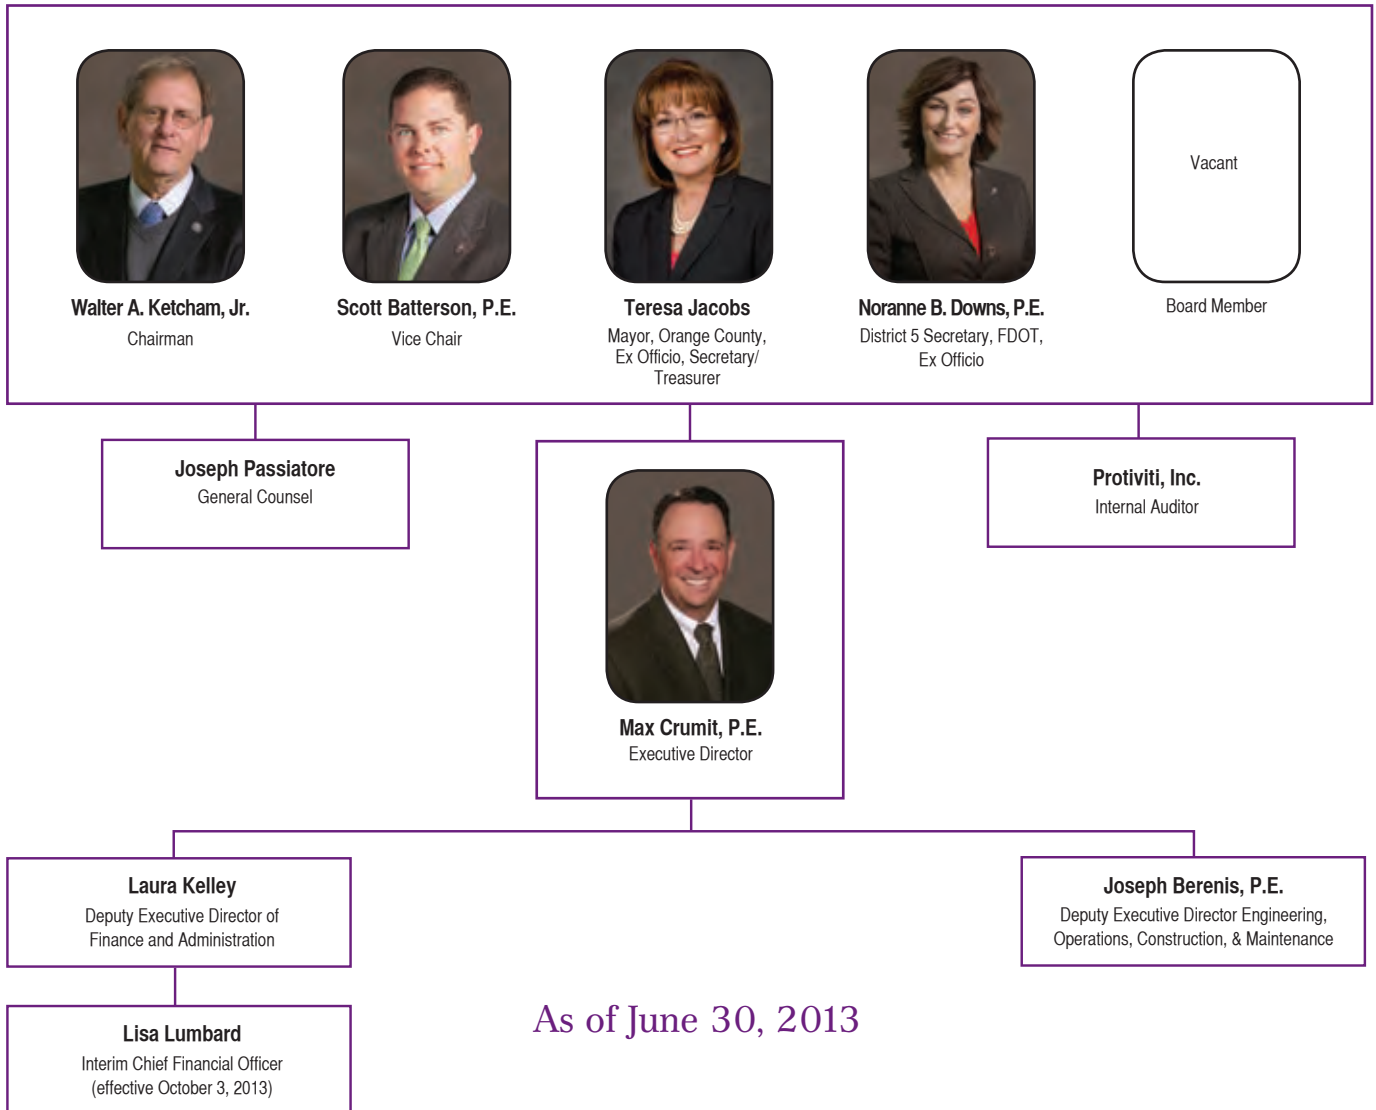 Vacant
Walter A. Ketcham, Jr.
Chairman
Scott Batterson, P.E.
Vice Chair
Teresa Jacobs
Mayor, Orange County,
Ex Officio, Secretary/
Treasurer
Noranne B. Downs, P.E.
District 5 Secretary, FDOT,
Ex Officio
Board Member
Joseph Passiatore
General Counsel
Protiviti, Inc.
Internal Auditor
Max Crumit, P.E.
Executive Director
Laura Kelley
Deputy Executive Director of
Finance and Administration
Joseph Berenis, P.E.
Deputy Executive Director Engineering,
Operations, Construction, & Maintenance
Lisa Lumbard
Interim Chief Financial Officer
(effective October 3, 2013)
As of June 30, 2013